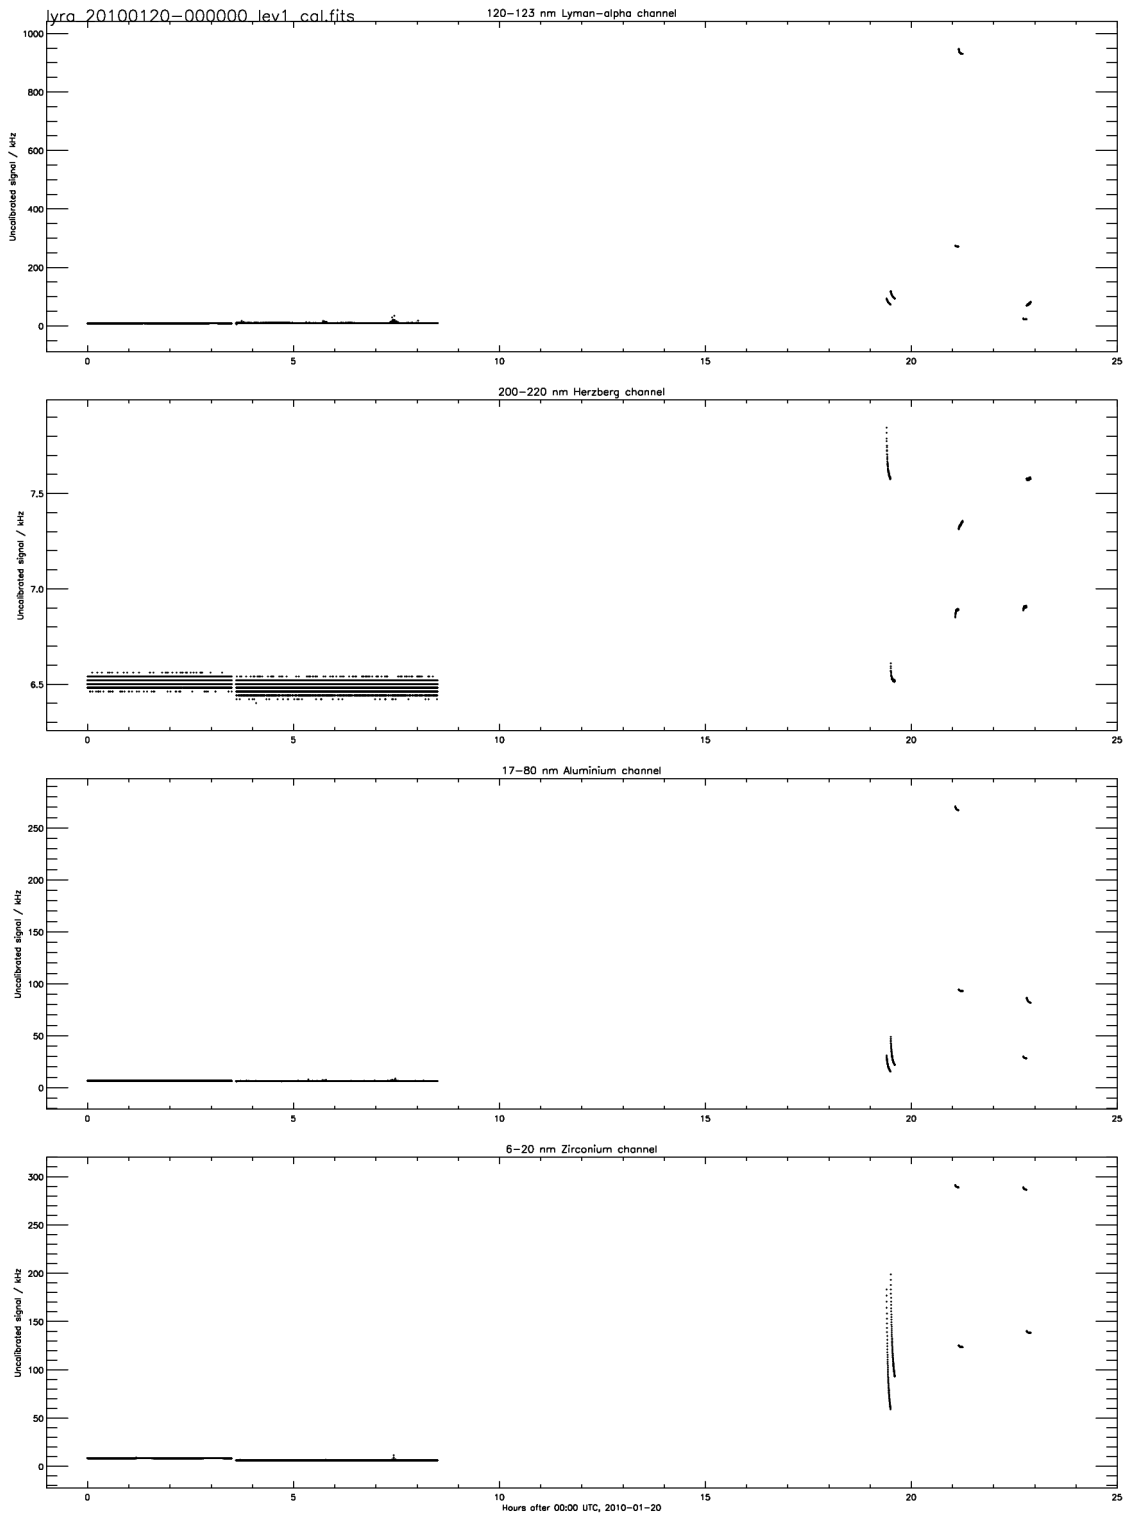 lyra_20100120-000000_lev1_cal.fits
120-123 nm Lyman-alpha channel
1000
800
600
400
200
0
Uncalibrated signal / kHz
0 5 10 15 20 25
200-220 nm Herzberg channel
7.5
7.0
6.5
Uncalibrated signal / kHz
0 5 10 15 20 25
17-80 nm Aluminium channel
250
200
150
100
50
0
Uncalibrated signal / kHz
0 5 10 15 20 25
6-20 nm Zirconium channel
300
250
200
150
100
50
0
Uncalibrated signal / kHz
0 5 10 15 20 25
Hours after 00:00 UTC, 2010-01-20